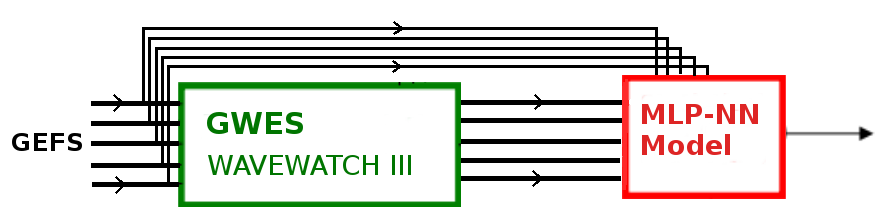 GEFS
GWES
WAVEWATCH III
MLP-NN
Model